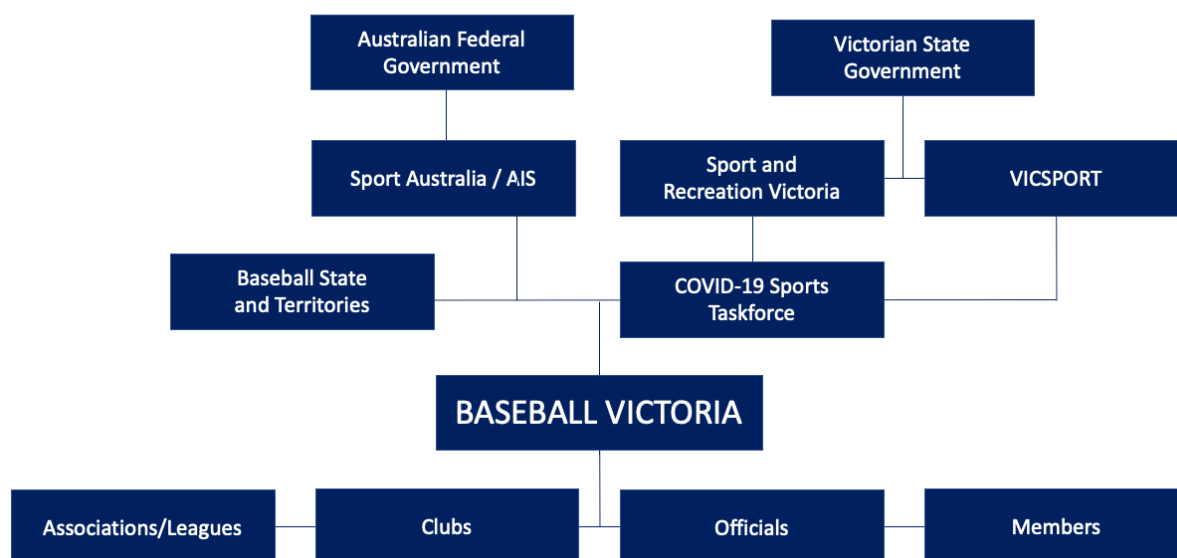 Australian Federal
Government
Victorian State
Government
Sport Australia / AIS
Sport and
Recreation Victoria
VICSPORT
Baseball State
and Territories
COVID-19 Sports
Taskforce
BASEBALL VICTORIA
Associations/Leagues
Clubs
Officials
Members